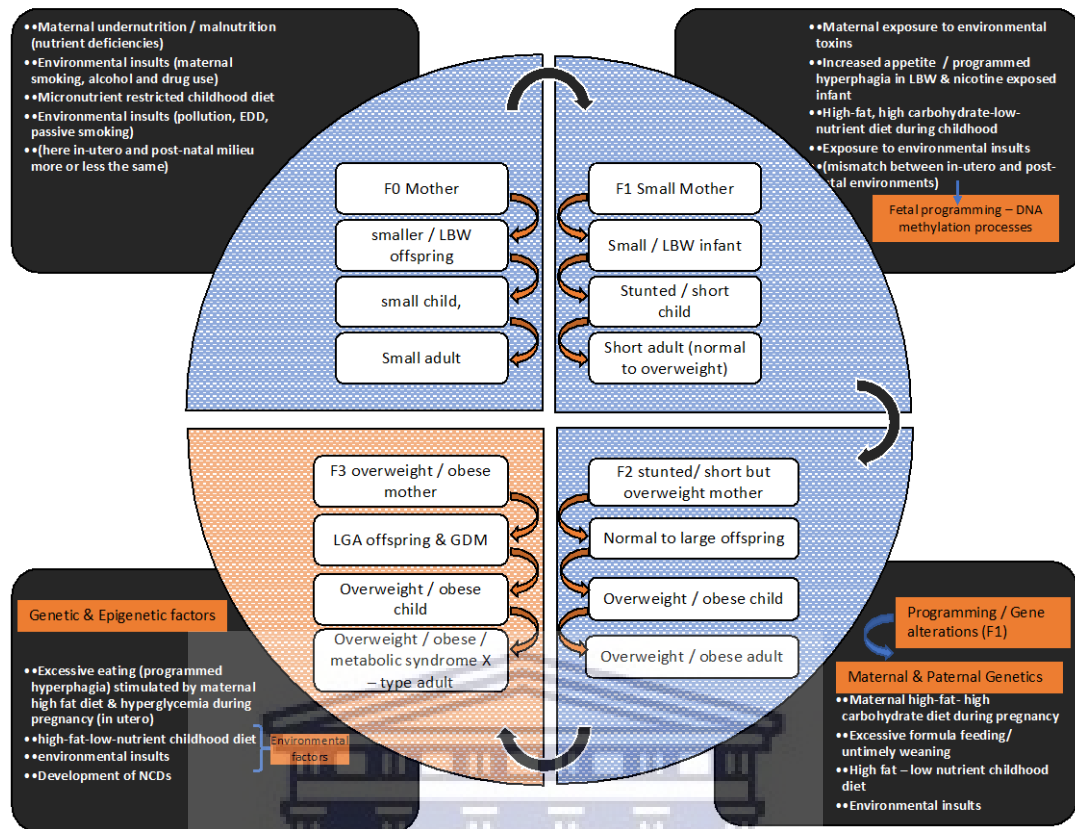 ••Maternal undernutrition / malnutrition
(nutrient deficiencies)
••Environmental insults (maternal
smoking, alcohol and drug use)
••Micronutrient restricted childhood diet
••Environmental insults (pollution, EDD,
passive smoking)
••(here in-utero and post-natal milieu
more or less the same)
••Maternal exposure to environmental
toxins
••Increased appetite / programmed
hyperphagia in LBW & nicotine exposed
infant
••High-fat, high carbohydrate-low-
nutrient diet during childhood
••Exposure to environmental insults
••(mismatch between in-utero and post-
environments)
Fetal programming – DNA
methylation processes
F0 Mother
smaller / LBW
offspring
small child,
Small adult
F1 Small Mother
Small / LBW infant
Stunted / short
child
Short adult (normal
to overweight)
F3 overweight / obese
mother
LGA offspring & GDM
Overweight / obese
child
Overweight / obese /
metabolic syndrome X
– type adult
F2 stunted/ short but
overweight mother
Normal to large offspring
Overweight / obese child
Overweight / obese adult
Genetic & Epigenetic factors
••Excessive eating (programmed
hyperphagia) stimulated by maternal
high fat diet & hyperglycemia during
pregnancy (in utero)
••high-fat-low-nutrient childhood diet
••environmental insults
••Development of NCDs
Environmental
factors
Programming / Gene
alterations (F1)
Maternal & Paternal Genetics
••Maternal high-fat- high
carbohydrate diet during pregnancy
••Excessive formula feeding/
untimely weaning
••High fat – low nutrient childhood
diet
••Environmental insults